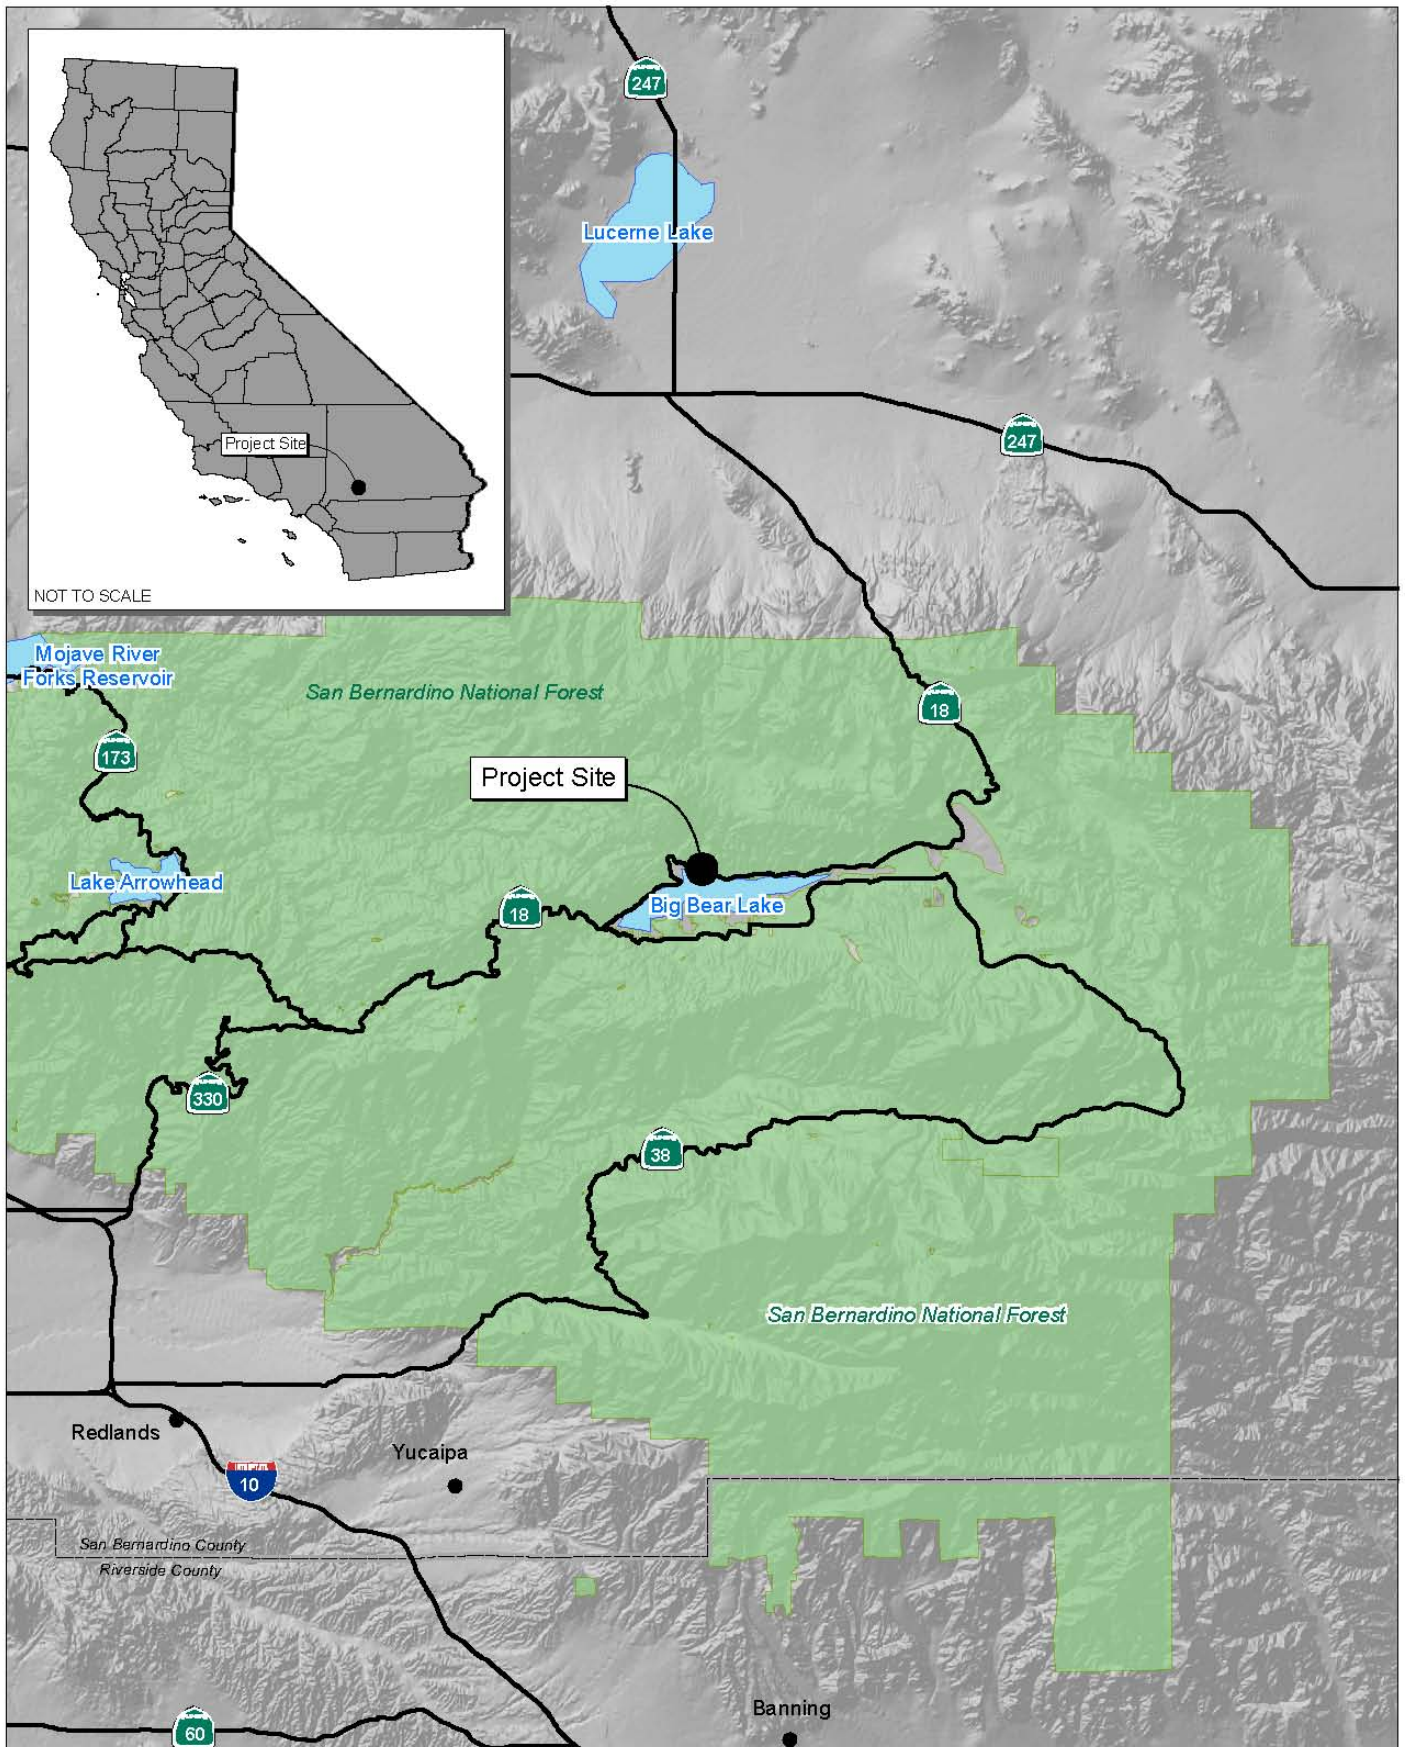 247
Lucerne Lake
Project Site
247
NOT TO SCALE
Mojave River
Forks Reservoir
San Bernardino National Forest
18
173
Project Site
Lake Arrowhead
18
Big Bear Lake
330
38
San Bernardino National Forest
Redlands
Yucaipa
10
San Bernardino County
Riverside County
Banning
60